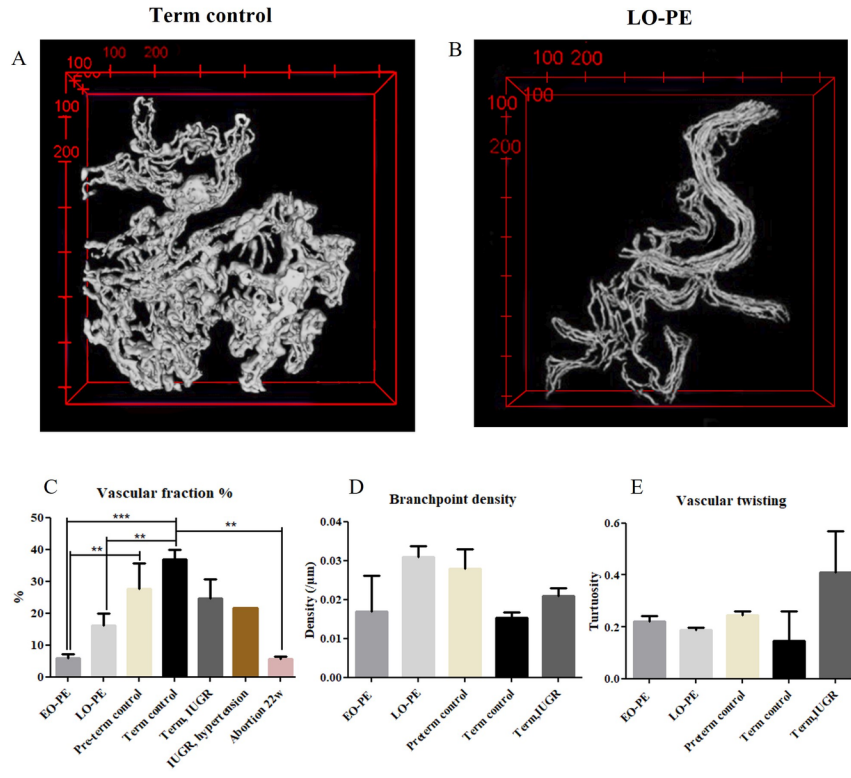 Term control
LO-PE
A
B
100 200
100
100
200
100 200
100
100
200
C
Vascular fraction %
50
40
30
20
10
0
%
***
**
**
**
EO-PE
LO-PE
Pre-term control
Term control
Term, IUGR
IUGR, hypertension
Abortion 22w
D
Branchpoint density
0.04
0.03
0.02
0.01
0.00
Density (/μm)
EO-PE
LO-PE
Preterm control
Term control
Term,IUGR
E
Vascular twisting
0.6
0.4
0.2
0.0
Turtuosity
EO-PE
LO-PE
Preterm control
Term control
Term,IUGR